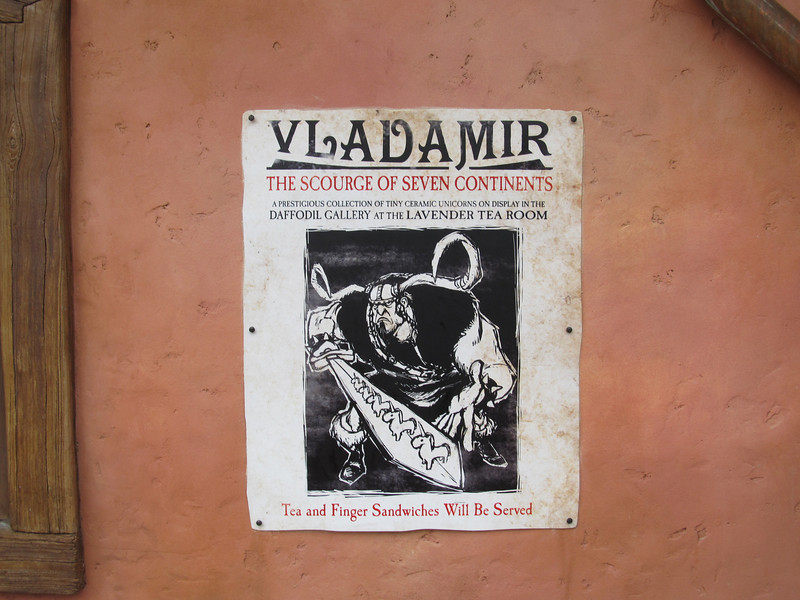 VLADAMIR
THE SCOURGE OF SEVEN CONTINENTS
A PRESTIGIOUS COLLECTION OF TINY CERAMIC UNICORNS ON DISPLAY IN THE
DAFFODIL GALLERY AT THE LAVENDER TEA ROOM
Tea and Finger Sandwiches Will Be Served